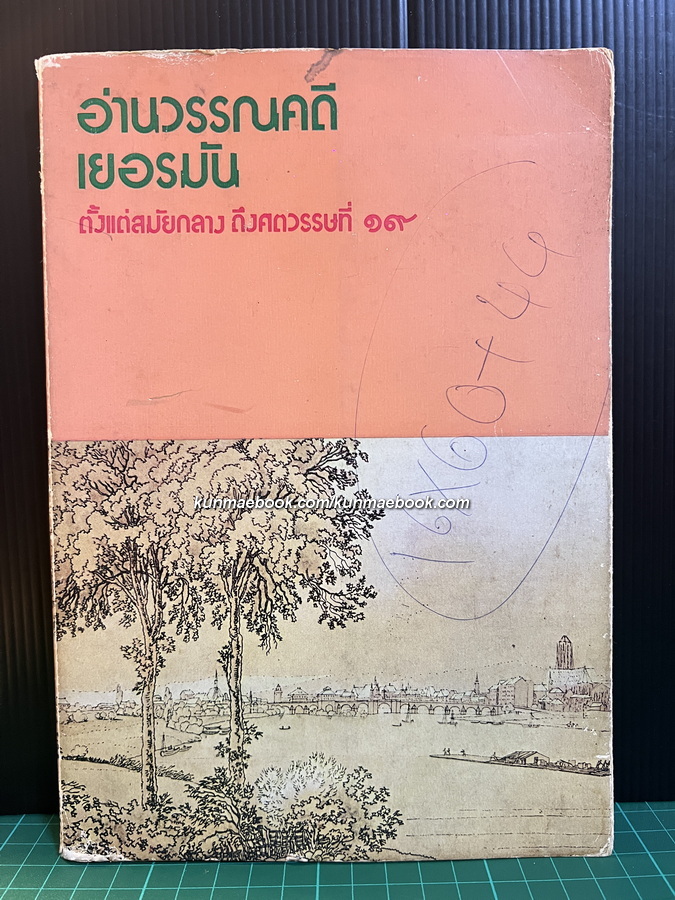 อ่านวรรณคดี
เยอรมัน
ตั้งแต่สมัยกลาง ถึงศตวรรษที่ ๑๙
16x60+44
kunmaebook.com/kunmaebook.com